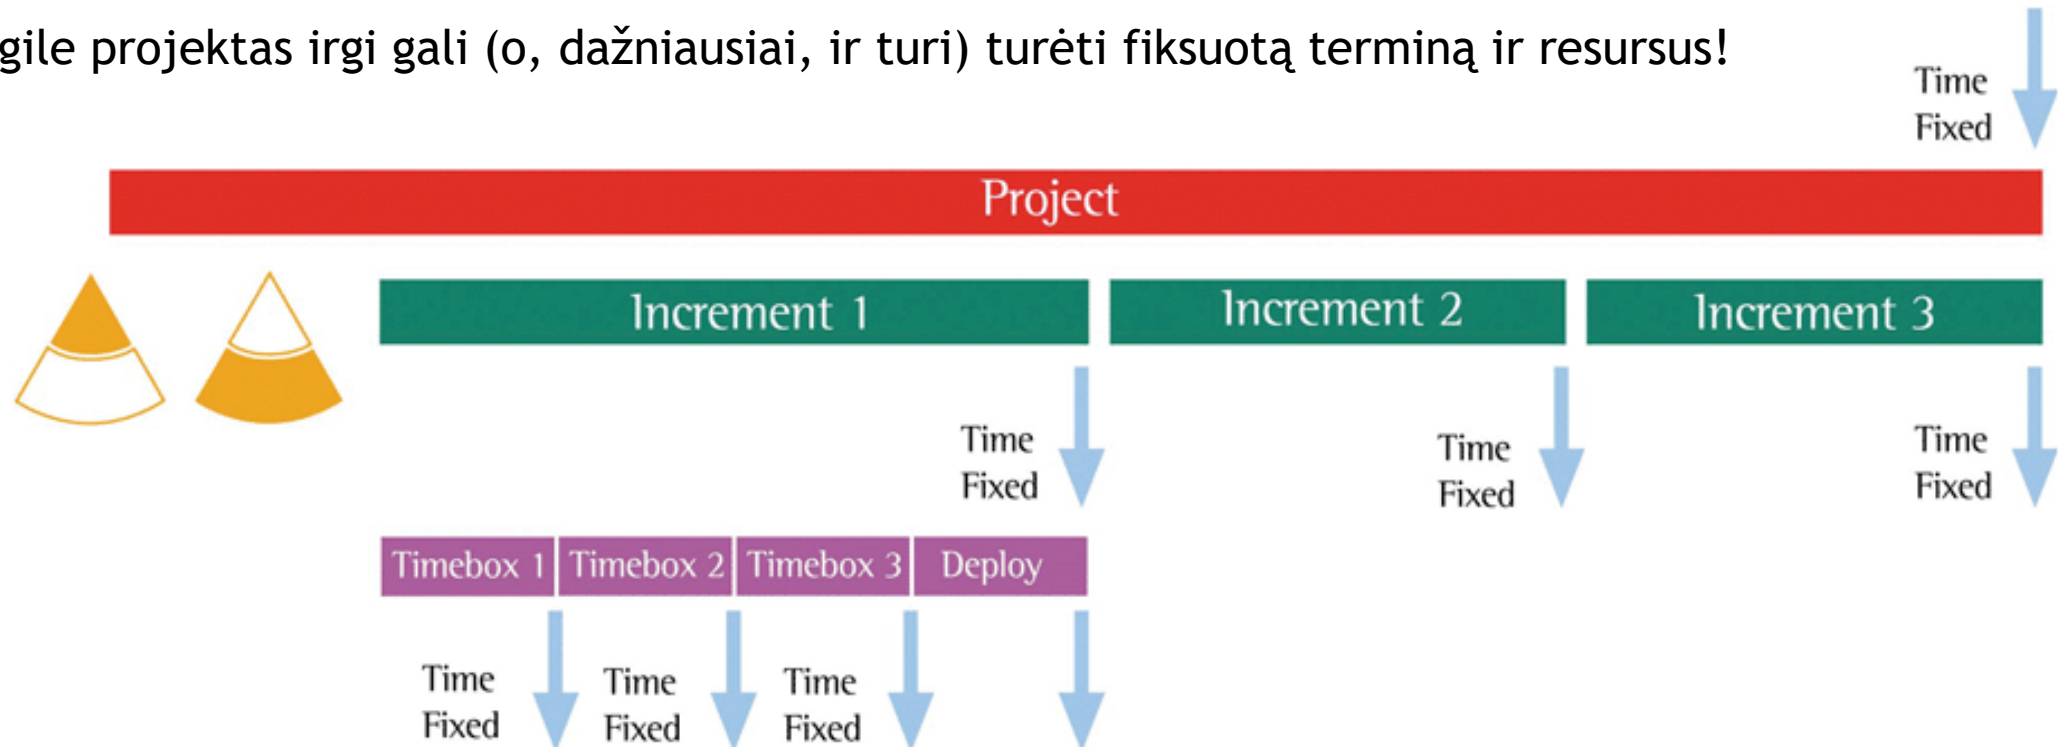 gile projektas irgi gali (o, dažniausiai, ir turi) turėti fiksuotą terminą ir resursus!
Time
Fixed
Project
Increment 1
Increment 2
Increment 3
Time
Fixed
Time
Fixed
Time
Fixed
Timebox 1
Timebox 2
Timebox 3
Deploy
Time
Fixed
Time
Fixed
Time
Fixed